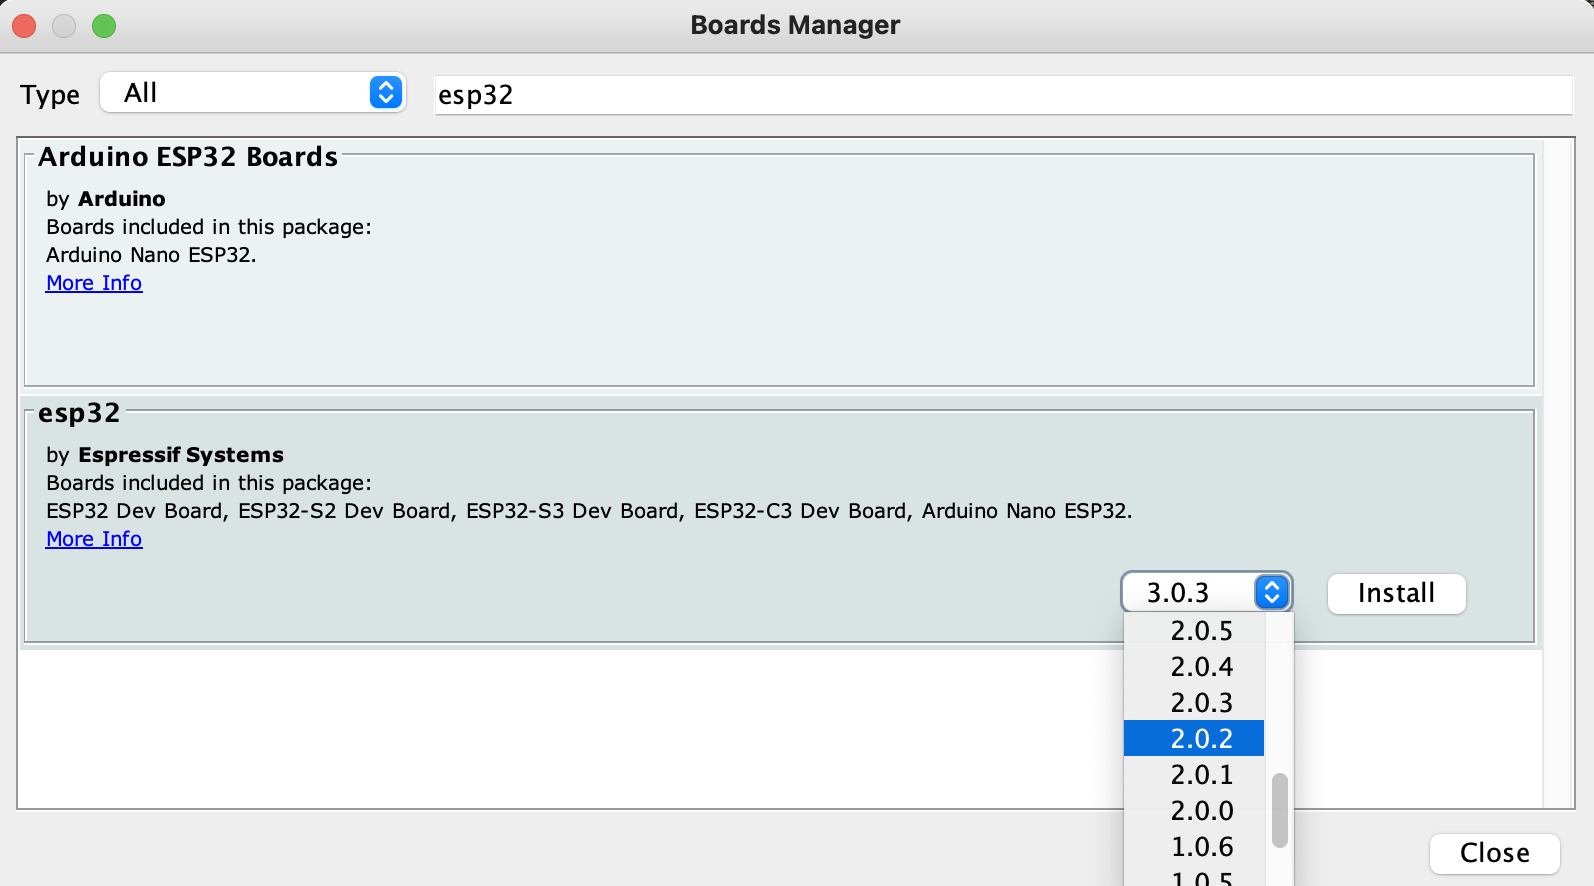 Boards Manager
Type All esp32
Arduino ESP32 Boards
by Arduino
Boards included in this package:
Arduino Nano ESP32.
More Info
esp32
by Espressif Systems
Boards included in this package:
ESP32 Dev Board, ESP32-S2 Dev Board, ESP32-S3 Dev Board, ESP32-C3 Dev Board, Arduino Nano ESP32.
More Info
3.0.3 Install
2.0.5
2.0.4
2.0.3
2.0.2
2.0.1
2.0.0
1.0.6
Close
1.0.5